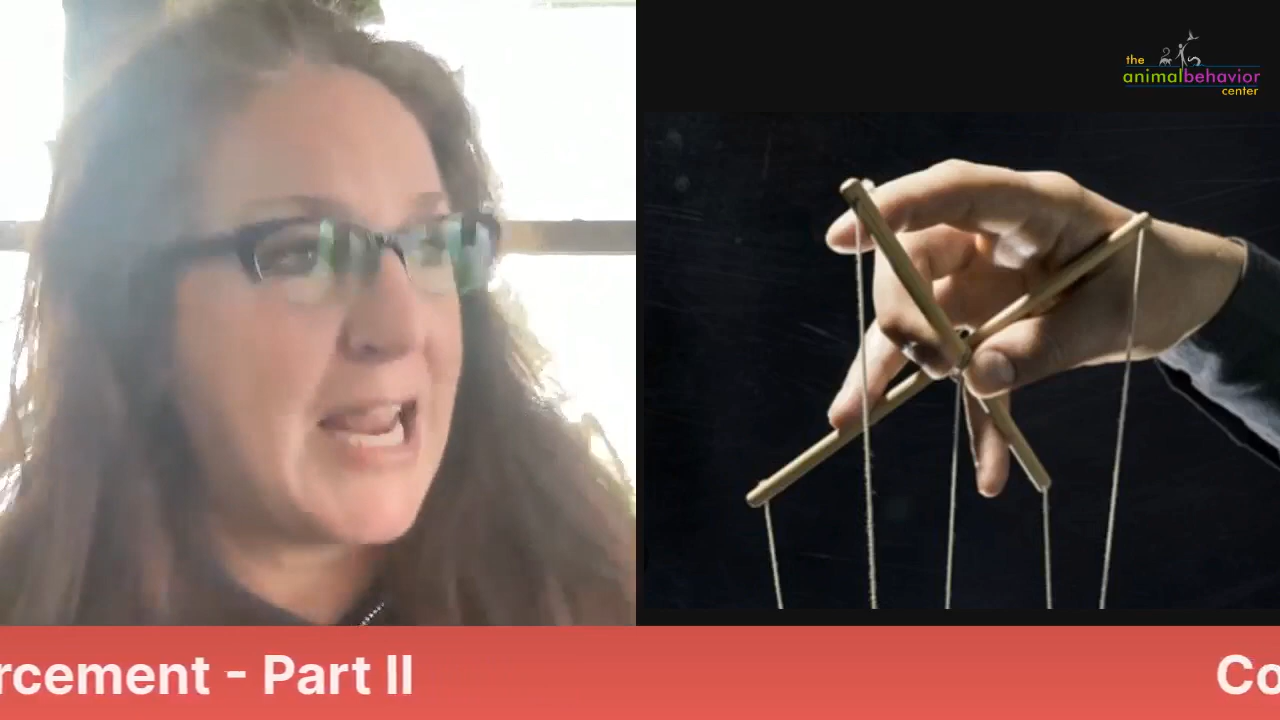 the
animalbehavior
center
rcement - Part II
Co